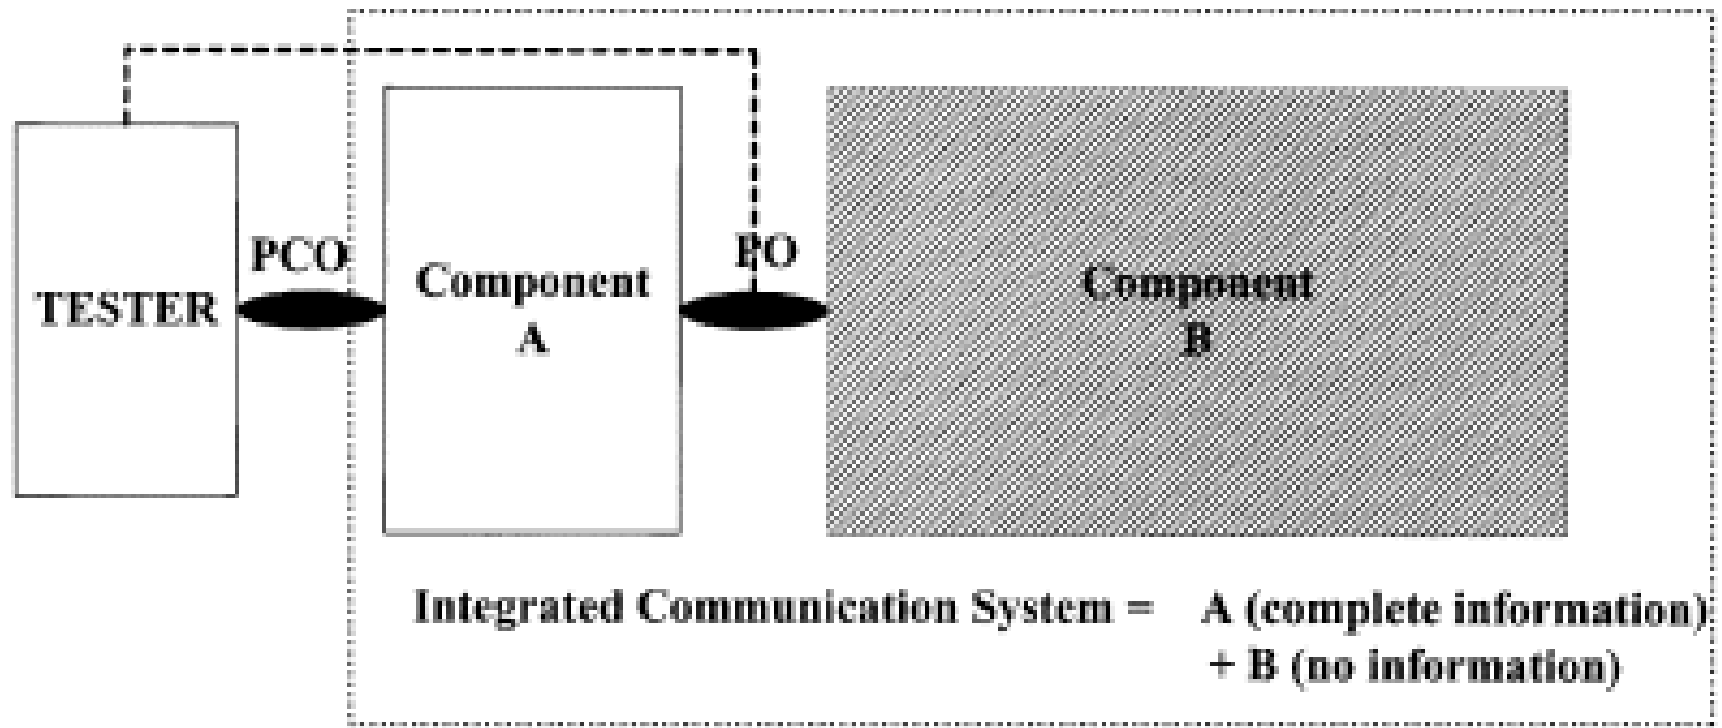 PCO
PO
TESTER
Component
A
Component
B
Integrated Communication System = A (complete information)
+ B (no information)